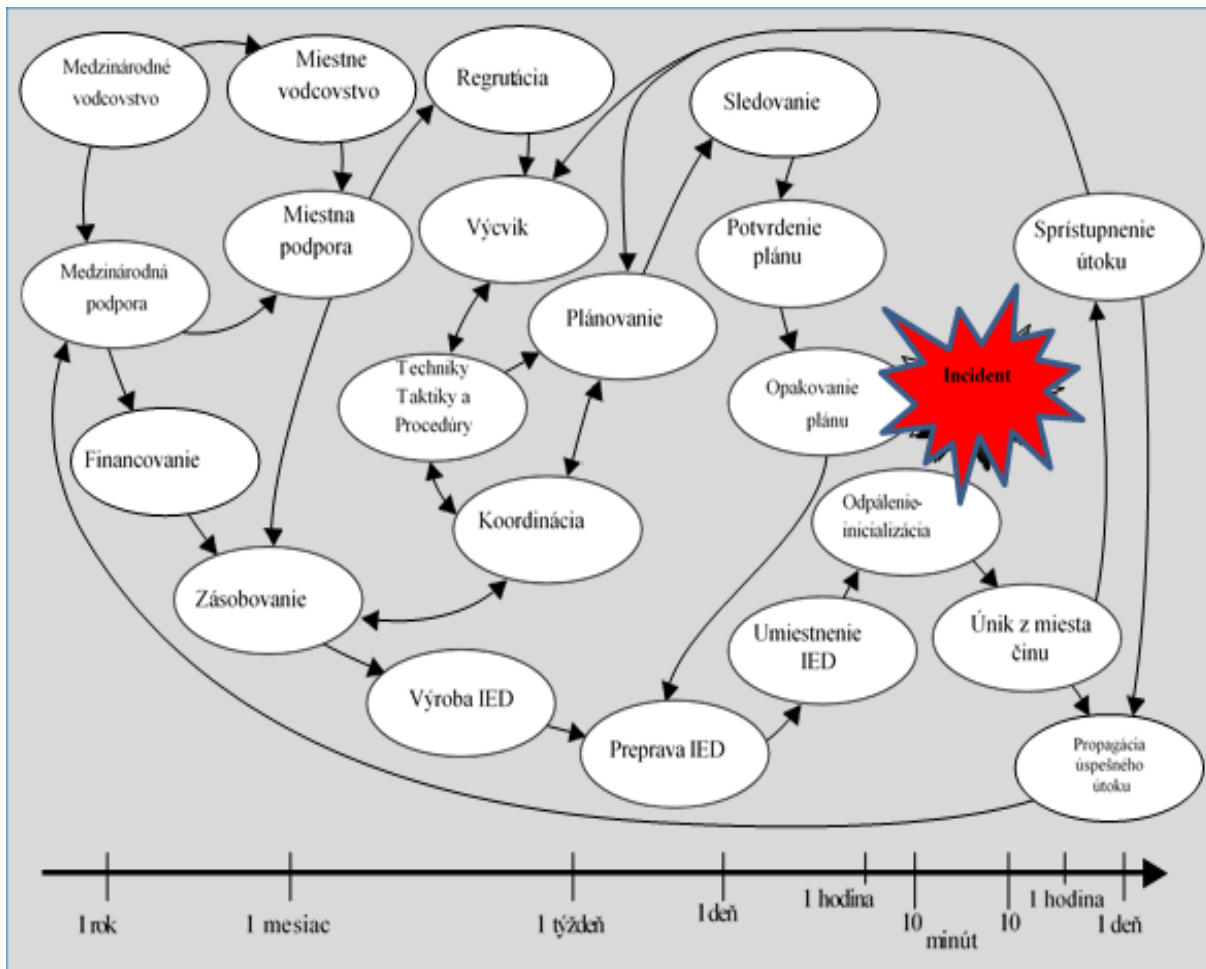 Medzinárodné
vodcovstvo
Miestne
vodcovstvo
Regrutácia
Sledovanie
Miestna
podpora
Výcvik
Potvrdenie
plánu
Sprístupnenie
útoku
Medzinárodná
podpora
Plánovanie
Techniky
Taktiky a
Procedúry
Opakovanie
plánu
Incident
Financovanie
Koordinácia
Odpálenie-
inicializácia
Zásobovanie
Umiestnenie
IED
Únik z miesta
činu
Výroba IED
Preprava IED
Propagácia
úspešného
útoku
1 rok
1 mesiac
1 týždeň
1 deň
1 hodina
10
minút
10
1 hodina
1 deň